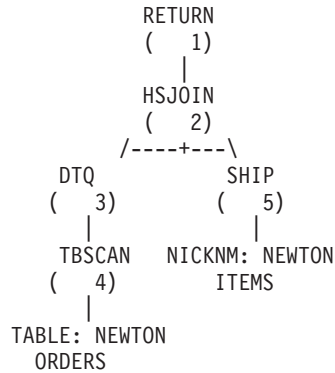 RETURN
( 1)
|
HSJOIN
( 2)
/----+---\
DTQ SHIP
( 3) ( 5)
| |
TBSCAN NICKNM: NEWTON
( 4) ITEMS
|
TABLE: NEWTON
ORDERS